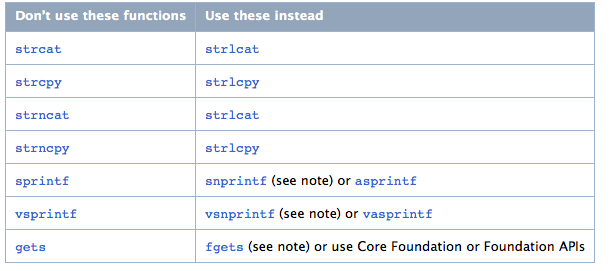 Don't use these functions Use these instead
strcat strlcat
strcpy strlcpy
strncat strlcat
strncpy strlcpy
sprintf snprintf (see note) or asprintf
vsprintf vsnprintf (see note) or vasprintf
gets fgets (see note) or use Core Foundation or Foundation APIs